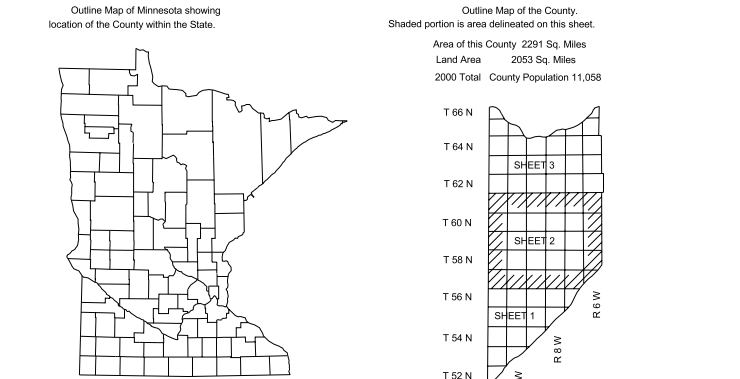 Outline Map of Minnesota showing
location of the County within the State.
Outline Map of the County.
Shaded portion is area delineated on this sheet.
Area of this County 2291 Sq. Miles
Land Area 2053 Sq. Miles
2000 Total County Population 11,058
T 66 N
T 64 N
SHEET 3
T 62 N
T 60 N
SHEET 2
T 58 N
T 56 N
R 6 W
SHEET 1
T 54 N
R 8 W
T 52 N
W